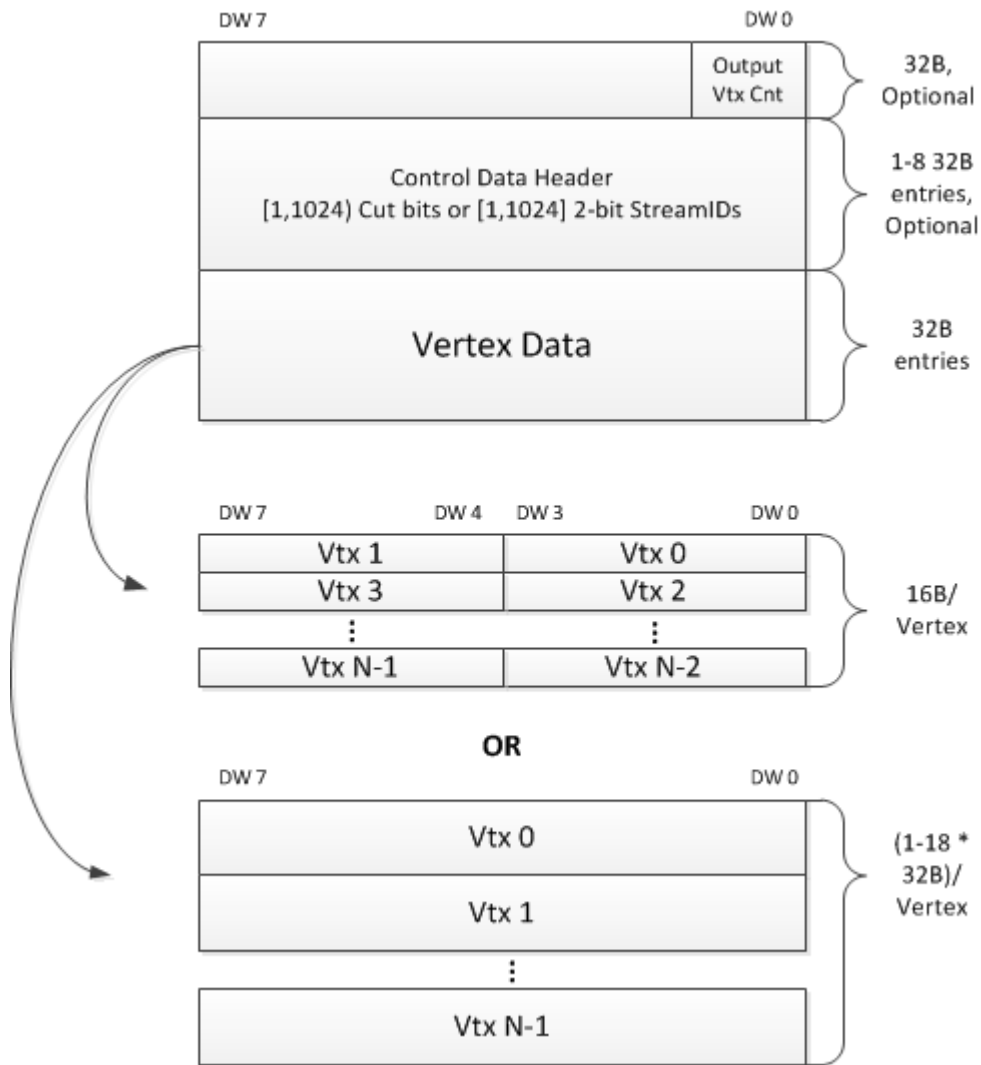 DW 7
DW 0
Output
Vtx Cnt
32B,
Optional
Control Data Header
[1,1024) Cut bits or [1,1024] 2-bit StreamIDs
1-8 32B
entries,
Optional
Vertex Data
32B
entries
DW 7
DW 4
DW 3
DW 0
Vtx 1
Vtx 0
Vtx 3
Vtx 2
Vtx N-1
Vtx N-2
16B/
Vertex
OR
DW 7
DW 0
Vtx 0
Vtx 1
Vtx N-1
(1-18 *
32B)/
Vertex